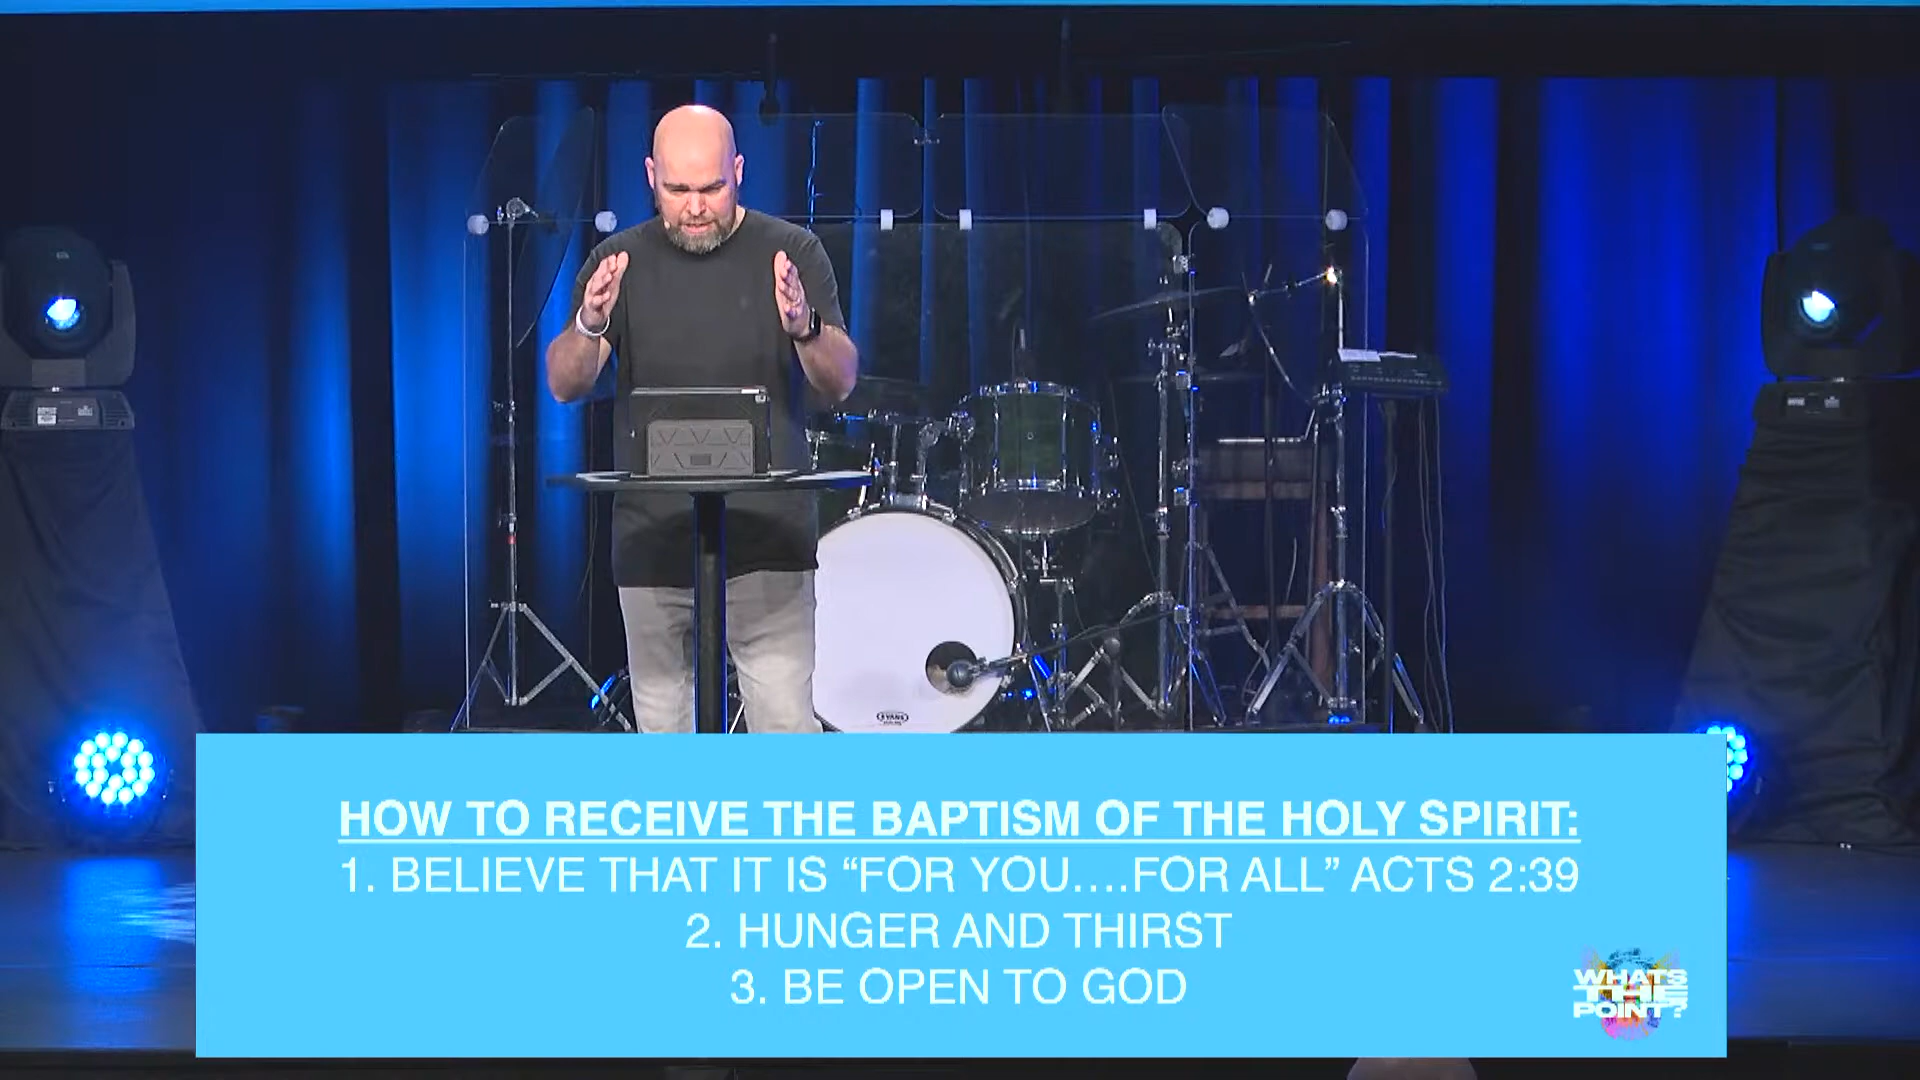 HOW TO RECEIVE THE BAPTISM OF THE HOLY SPIRIT:
1. BELIEVE THAT IT IS “FOR YOU....FOR ALL” ACTS 2:39
2. HUNGER AND THIRST
3. BE OPEN TO GOD
WHATS
THE
POINT?
EVANS